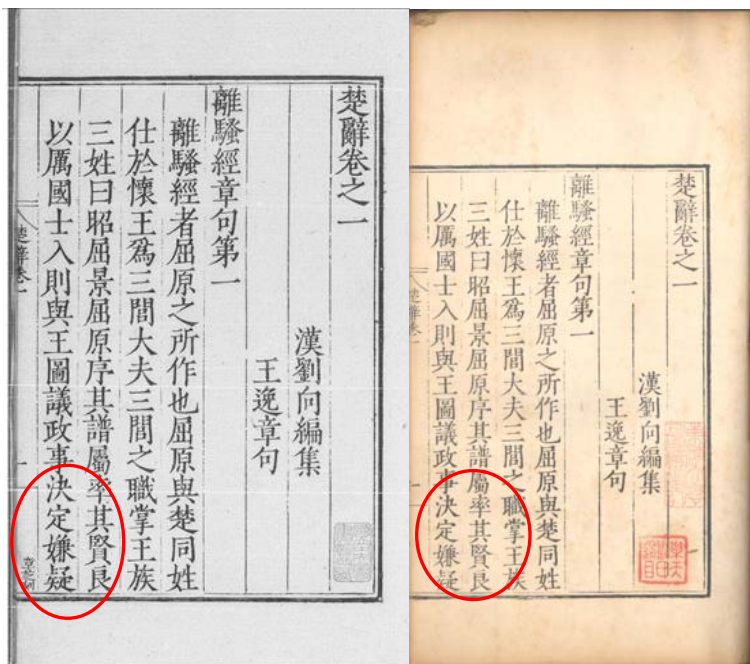 楚辭卷之一
漢劉向編集
王逸章句
離騷經章句第一
離騷經者屈原之所作也屈原與楚同姓
仕於懷王爲三閭大夫三閭之職掌王族
三姓曰昭屈景屈原序其譜屬率其賢良
以厲國士入則與王圖議政事決定嫌疑
楚辭卷一
一
楚辭卷之一
漢劉向編集
王逸章句
離騷經章句第一
離騷經者屈原之所作也屈原與楚同姓
仕於懷王爲三閭大夫三閭之職掌王族
三姓曰昭屈景屈原序其譜屬率其賢良
以厲國士入則與王圖議政事決定嫌疑